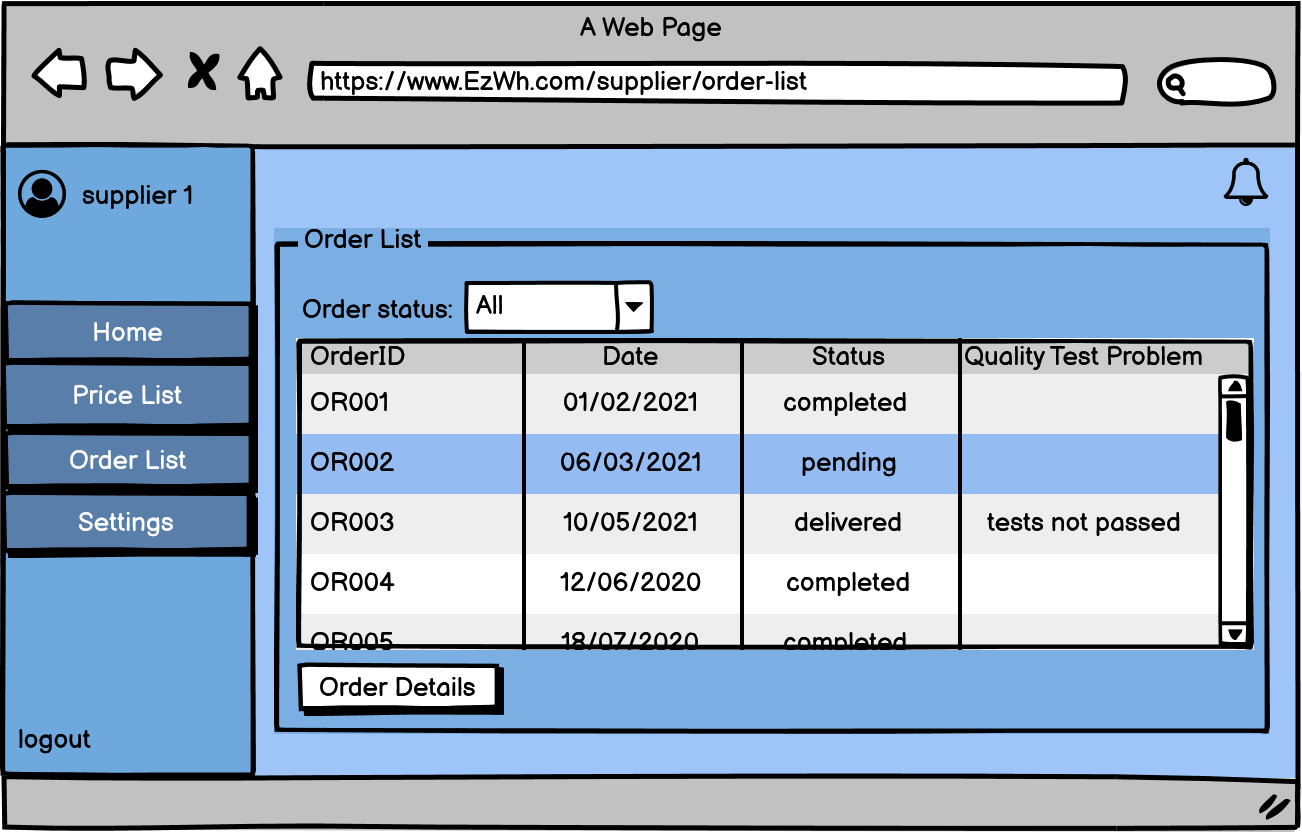 A Web Page
https://www.EzWh.com/supplier/order-list
supplier 1
Home
Price List
Order List
Settings
logout
Order List
Order status: All
OrderID Date Status Quality Test Problem
OR001 01/02/2021 completed
OR002 06/03/2021 pending
OR003 10/05/2021 delivered tests not passed
OR004 12/06/2020 completed
OR005 18/07/2020 completed
Order Details